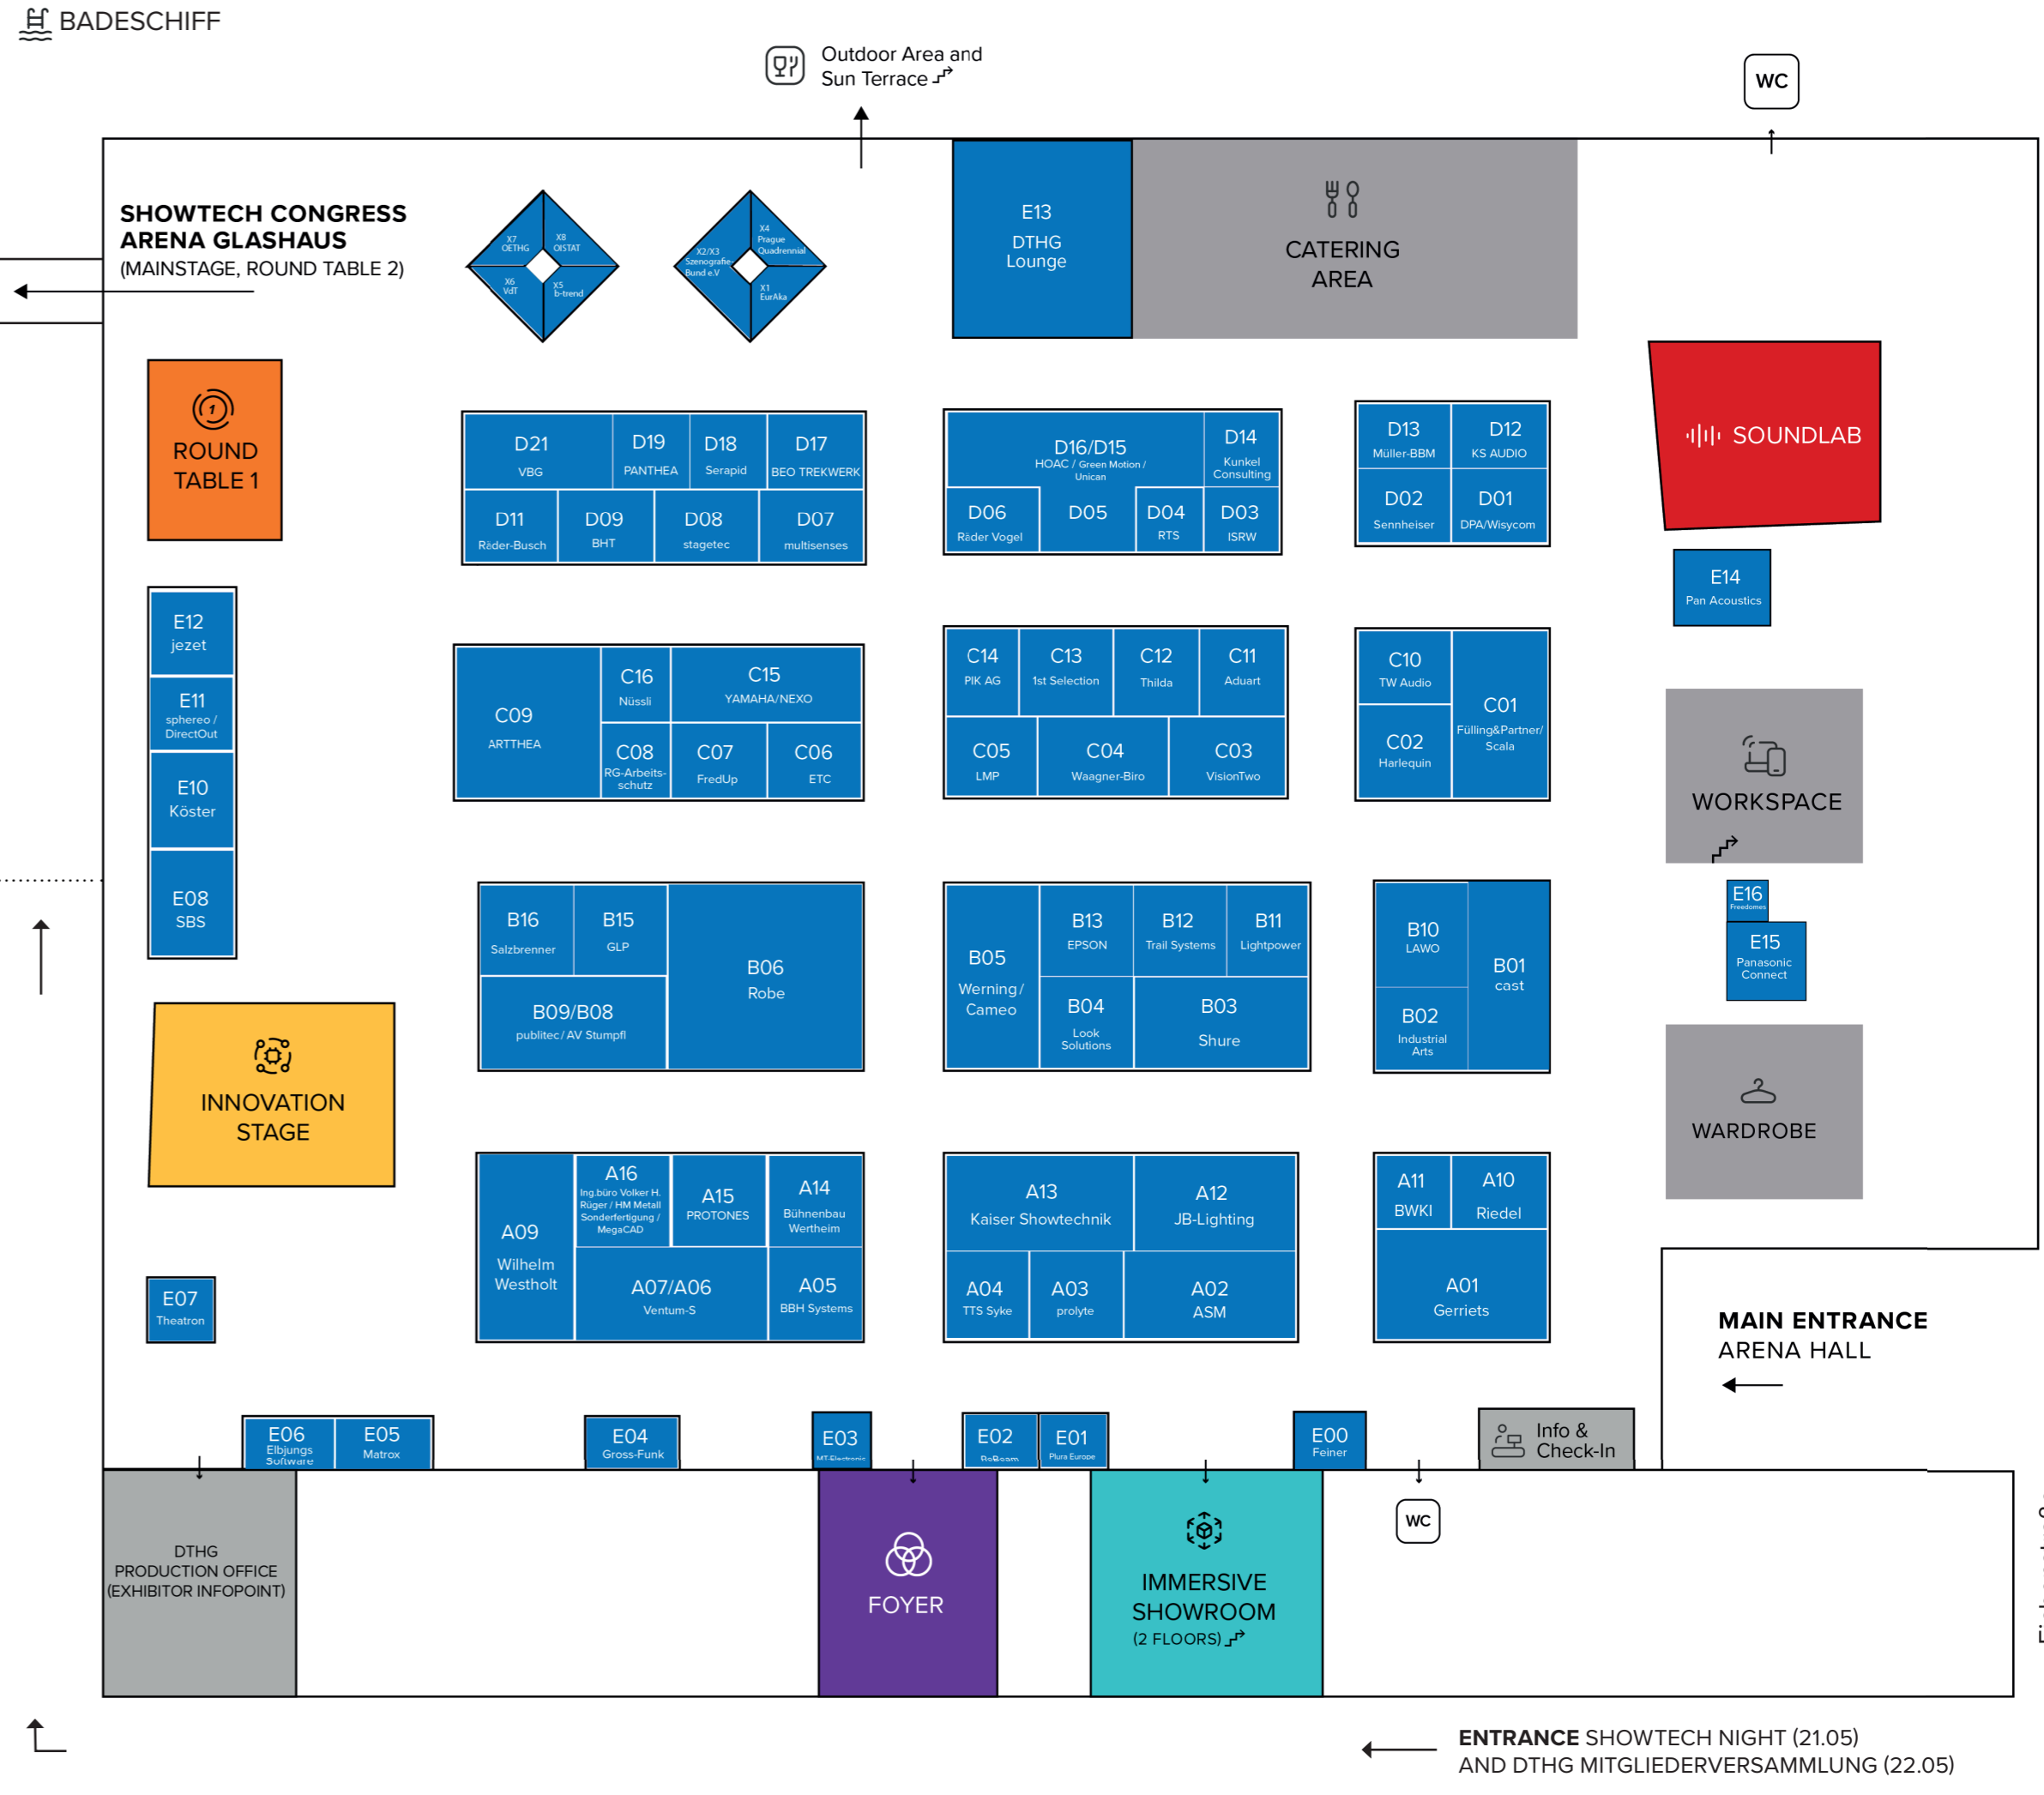 BADESCHIFF
Outdoor Area and
Sun Terrace
WC
SHOWTECH CONGRESS
ARENA GLASHAUS
(MAINSTAGE, ROUND TABLE 2)
X7
OETHG
X8
OISTAT
X6
VdT
X5
b-trend
X2/X3
Szenografie-
Bund e.V
X4
Prague
Quadrennial
X1
EurAka
E13
DTHG
Lounge
CATERING
AREA
1
ROUND
TABLE 1
D21
VBG
D19
PANTHEA
D18
Serapid
D17
BEO TREKWERK
D11
Räder-Busch
D09
BHT
D08
stagetec
D07
multisenses
D16/D15
HOAC / Green Motion /
Unican
D14
Kunkel
Consulting
D06
Räder Vogel
D05
D04
RTS
D03
ISRW
D13
Müller-BBM
D12
KS AUDIO
D02
Sennheiser
D01
DPA/Wisycom
SOUNDLAB
E14
Pan Acoustics
E12
jezet
E11
sphereo /
DirectOut
E10
Köster
E08
SBS
C09
ARTTHEA
C16
Nüssli
C15
YAMAHA/NEXO
C08
RG-Arbeits-
schutz
C07
FredUp
C06
ETC
C14
PIK AG
C13
1st Selection
C12
Thilda
C11
Aduart
C05
LMP
C04
Waagner-Biro
C03
VisionTwo
C10
TW Audio
C02
Harlequin
C01
Fülling&Partner/
Scala
WORKSPACE
E16
Freedomes
E15
Panasonic
Connect
B16
Salzbrenner
B15
GLP
B06
Robe
B09/B08
publitec/AV Stumpfl
B05
Werning/
Cameo
B13
EPSON
B12
Trail Systems
B11
Lightpower
B04
Look
Solutions
B03
Shure
B10
LAWO
B02
Industrial
Arts
B01
cast
WARDROBE
INNOVATION
STAGE
A09
Wilhelm
Westholt
A16
Ing.büro Volker H.
Rüger / HM Metall
Sonderfertigung /
MegaCAD
A15
PROTONES
A14
Bühnenbau
Wertheim
A07/A06
Ventum-S
A05
BBH Systems
A13
Kaiser Showtechnik
A12
JB-Lighting
A04
TTS Syke
A03
prolyte
A02
ASM
A11
BWKI
A10
Riedel
A01
Gerriets
E07
Theatron
MAIN ENTRANCE
ARENA HALL
E06
Elbjungs
Software
E05
Matrox
E04
Gross-Funk
E03
MT-Electronic
E02
E01
Plura Europe
E00
Feiner
Info &
Check-In
DTHG
PRODUCTION OFFICE
(EXHIBITOR INFOPOINT)
FOYER
IMMERSIVE
SHOWROOM
(2 FLOORS)
WC
ENTRANCE SHOWTECH NIGHT (21.05)
AND DTHG MITGLIEDERVERSAMMLUNG (22.05)